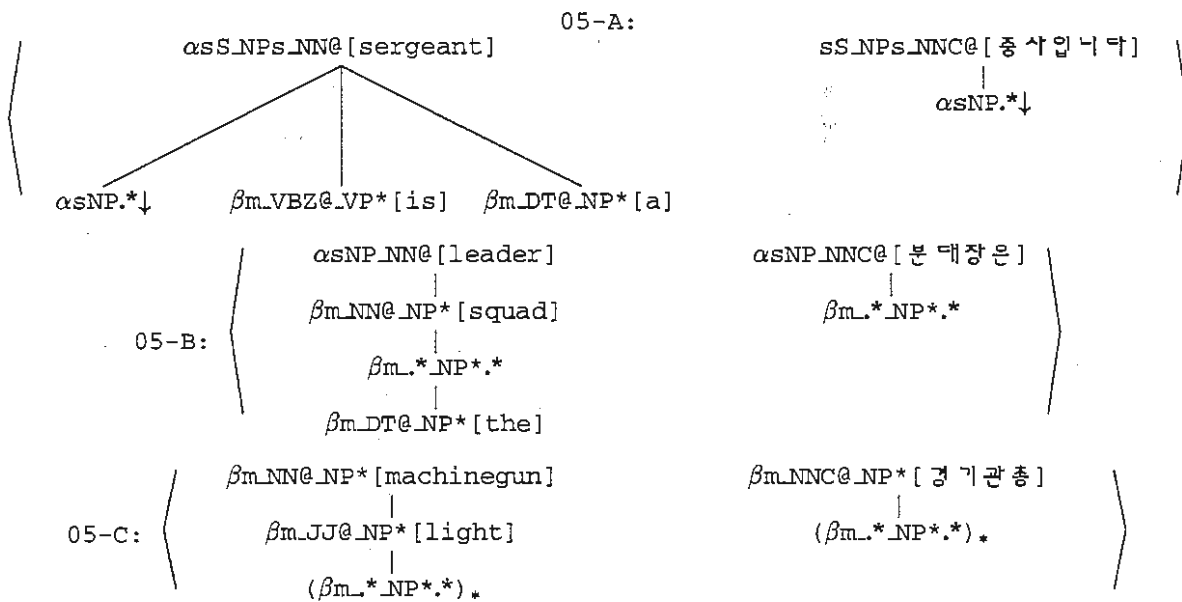 05-A:
αsS_NPs_NN@[sergeant] sS_NPs_NNC@[중사입니다]
αsNP.*↓
αsNP.*↓ βm_VBZ@_VP*[is] βm_DT@_NP*[a]
αsNP_NN@[leader] αsNP_NNC@[분대장은]
βm_NN@_NP*[squad] βm_.*_NP*.*
05-B:
βm_.*_NP*.*
βm_DT@_NP*[the]
βm_NN@_NP*[machinegun] βm_NNC@_NP*[경기관총]
05-C: βm_JJ@_NP*[light] (βm_.*_NP*.*)*
(βm_.*_NP*.*)*